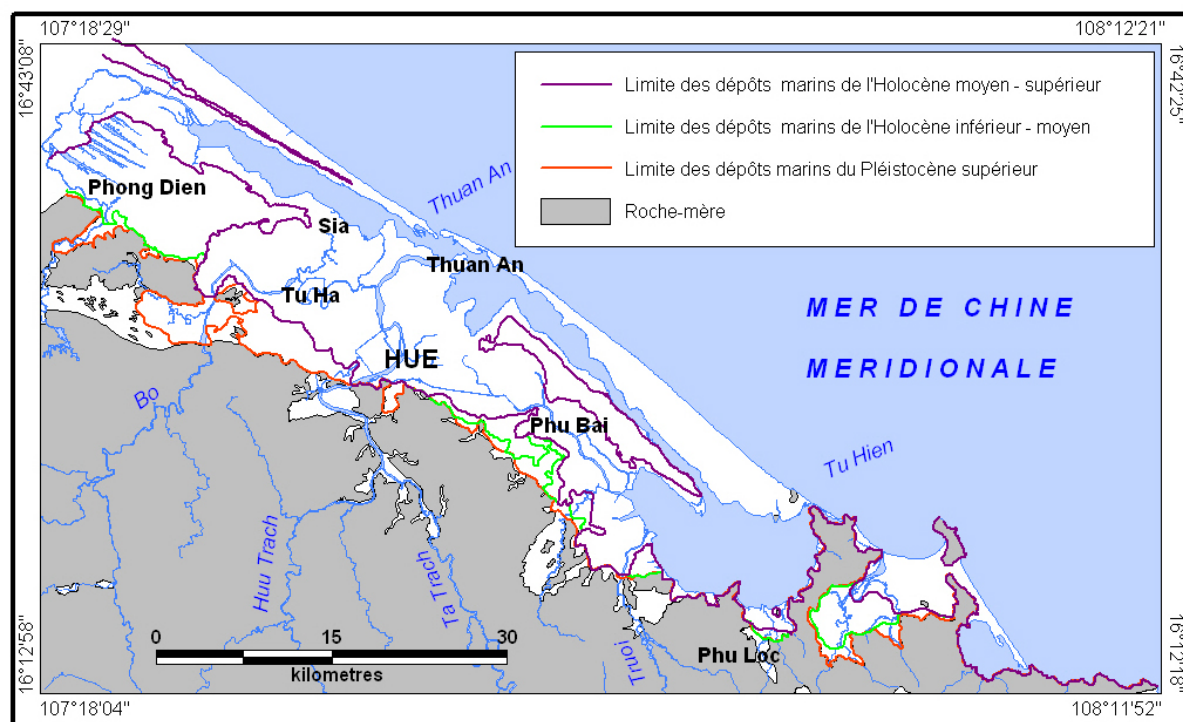 107°18'29"
108°12'21"
16°43'08"
16°42'25"
Limite des dépôts marins de l'Holocène moyen - supérieur
Limite des dépôts marins de l'Holocène inférieur - moyen
Limite des dépôts marins du Pléistocène supérieur
Roche-mère
Phong Dien
Thuan An
Sia
Thuan An
Tu Ha
MER DE CHINE
HUE
MERIDIONALE
Bo
Phu Bai
Tu Hien
Huu Trach
Ta Trach
Truoi
0 15 30
kilometres
Phu Loc
16°12'58"
16°12'18"
107°18'04"
108°11'52"